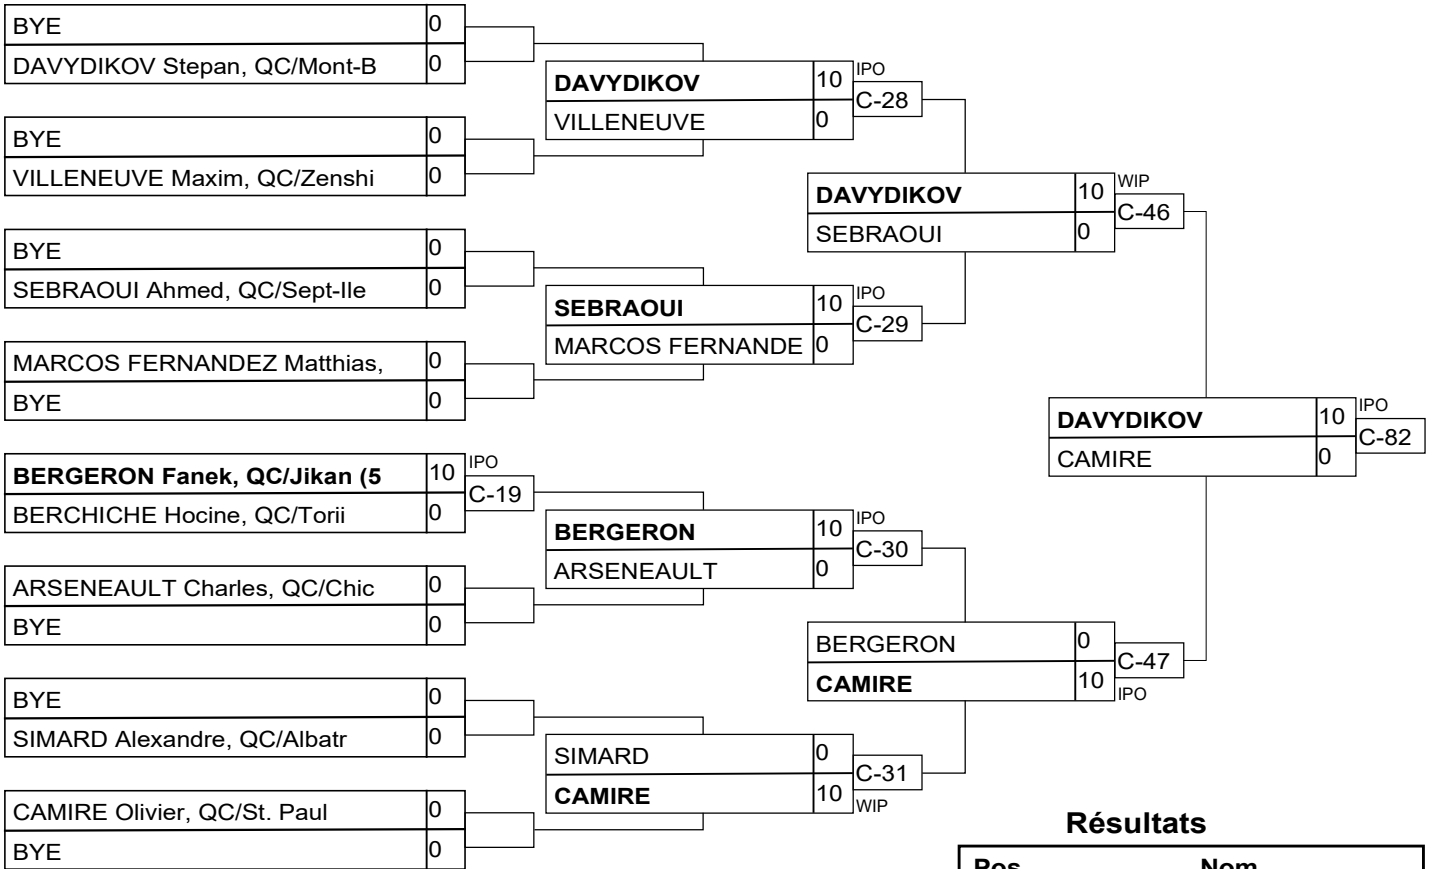 BYE 0
DAVYDIKOV Stepan, QC/Mont-B 0
BYE 0
VILLENEUVE Maxim, QC/Zenshi 0
BYE 0
SEBRAOUI Ahmed, QC/Sept-Ile 0
MARCOS FERNANDEZ Matthias, 0
BYE 0
BERGERON Fanek, QC/Jikan (5 10 IPO
C-19
BERCHICHE Hocine, QC/Torii 0
ARSENEAULT Charles, QC/Chic 0
BYE 0
BYE 0
SIMARD Alexandre, QC/Albatr 0
CAMIRE Olivier, QC/St. Paul 0
BYE 0
DAVYDIKOV 10 IPO
C-28
VILLENEUVE 0
SEBRAOUI 10 IPO
C-29
MARCOS FERNANDE 0
BERGERON 10 IPO
C-30
ARSENEAULT 0
SIMARD 0
C-31
CAMIRE 10 WIP
DAVYDIKOV 10 WIP
C-46
SEBRAOUI 0
BERGERON 0
C-47
CAMIRE 10 IPO
DAVYDIKOV 10 IPO
C-82
CAMIRE 0
Résultats
Pos Nom